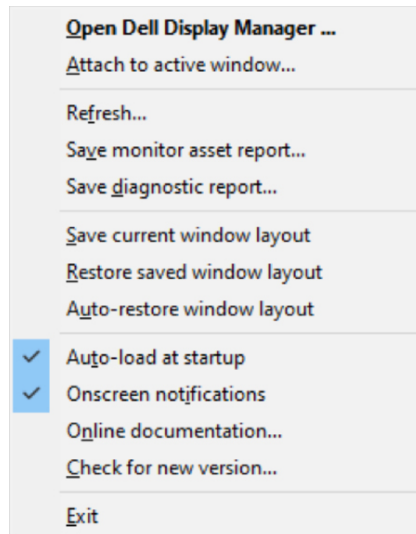 Open Dell Display Manager ...
Attach to active window...
Refresh...
Save monitor asset report...
Save diagnostic report...
Save current window layout
Restore saved window layout
Auto-restore window layout
Auto-load at startup
Onscreen notifications
Online documentation...
Check for new version...
Exit